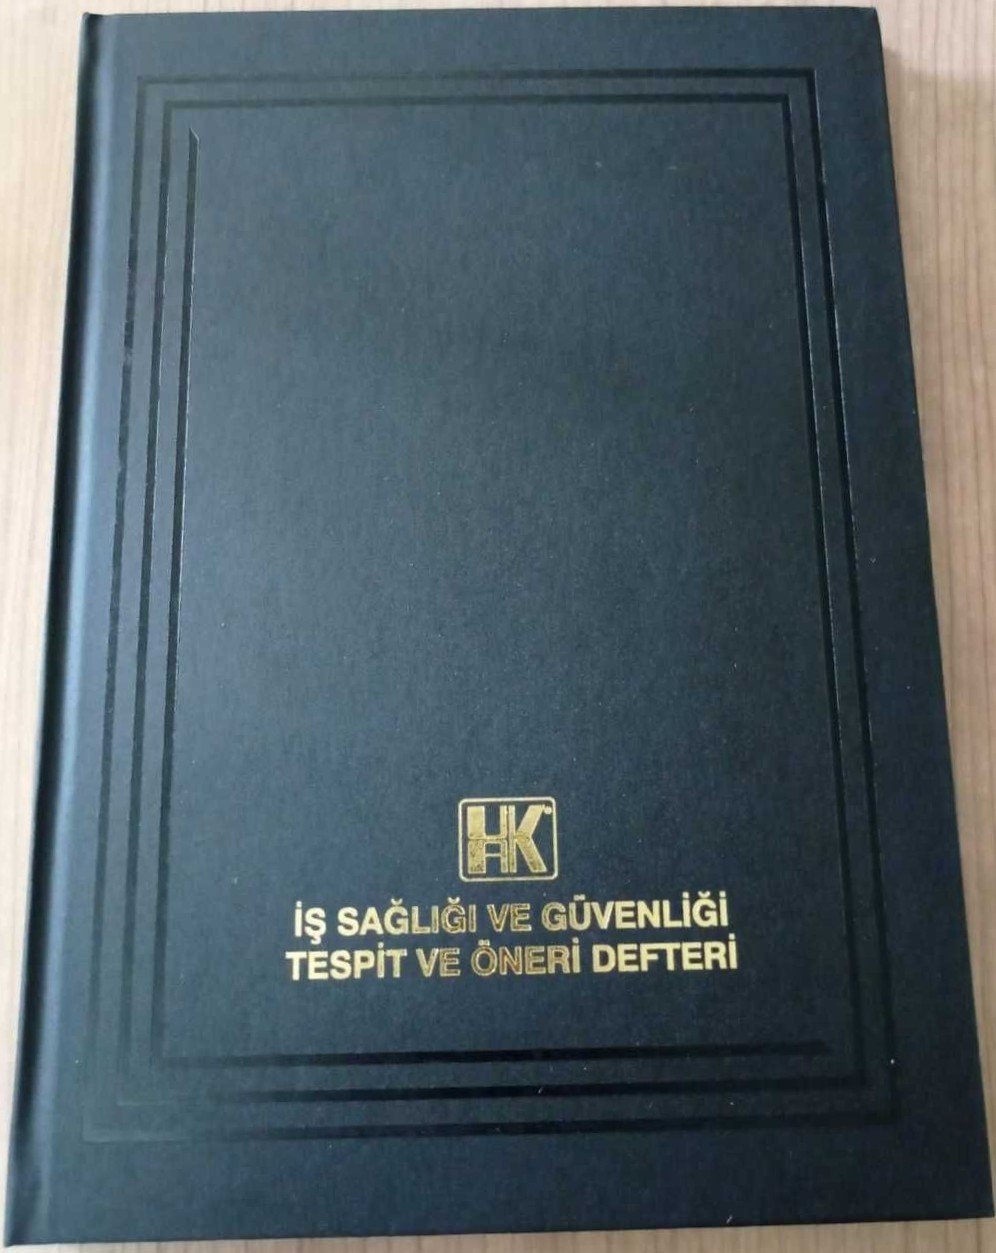 HK
İŞ SAĞLIĞI VE GÜVENLİĞİ
TESPİT VE ÖNERİ DEFTERİ